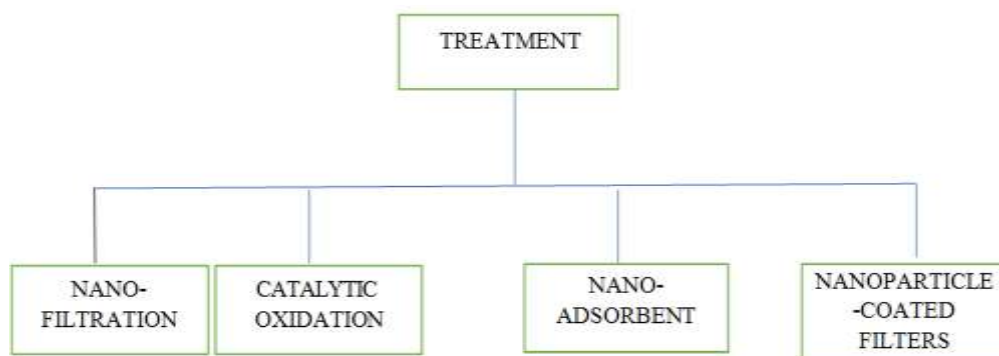 TREATMENT
NANO-
FILTRATION
CATALYTIC
OXIDATION
NANO-
ADSORBENT
NANOPARTICLE
-COATED
FILTERS